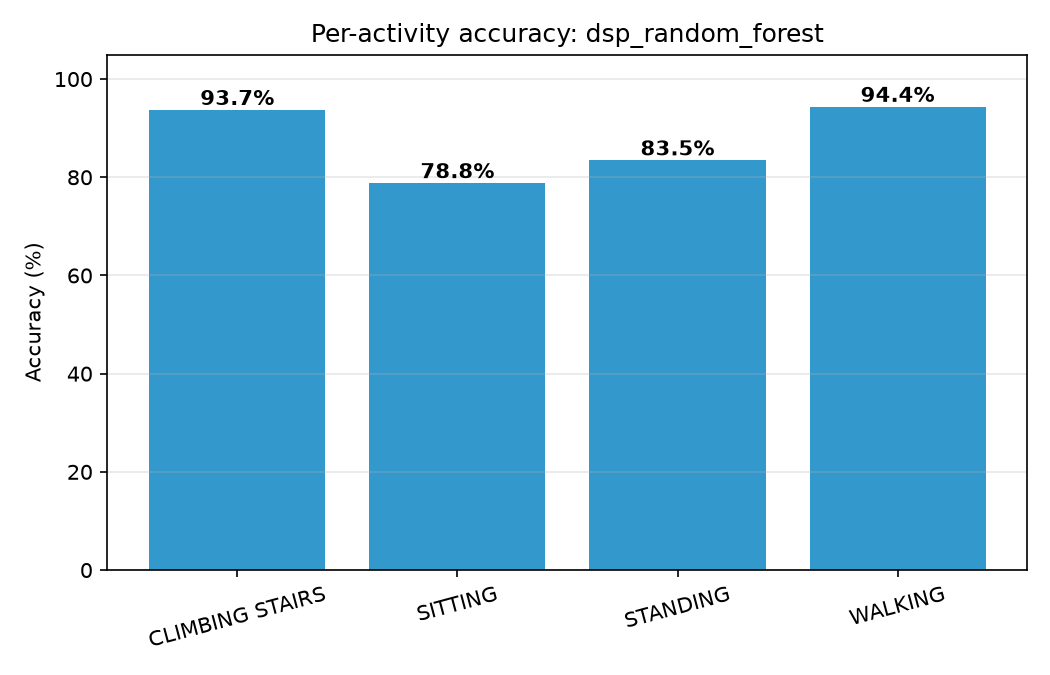 Per-activity accuracy: dsp_random_forest
Accuracy (%)
100
80
60
40
20
0
93.7%
78.8%
83.5%
94.4%
CLIMBING STAIRS
SITTING
STANDING
WALKING